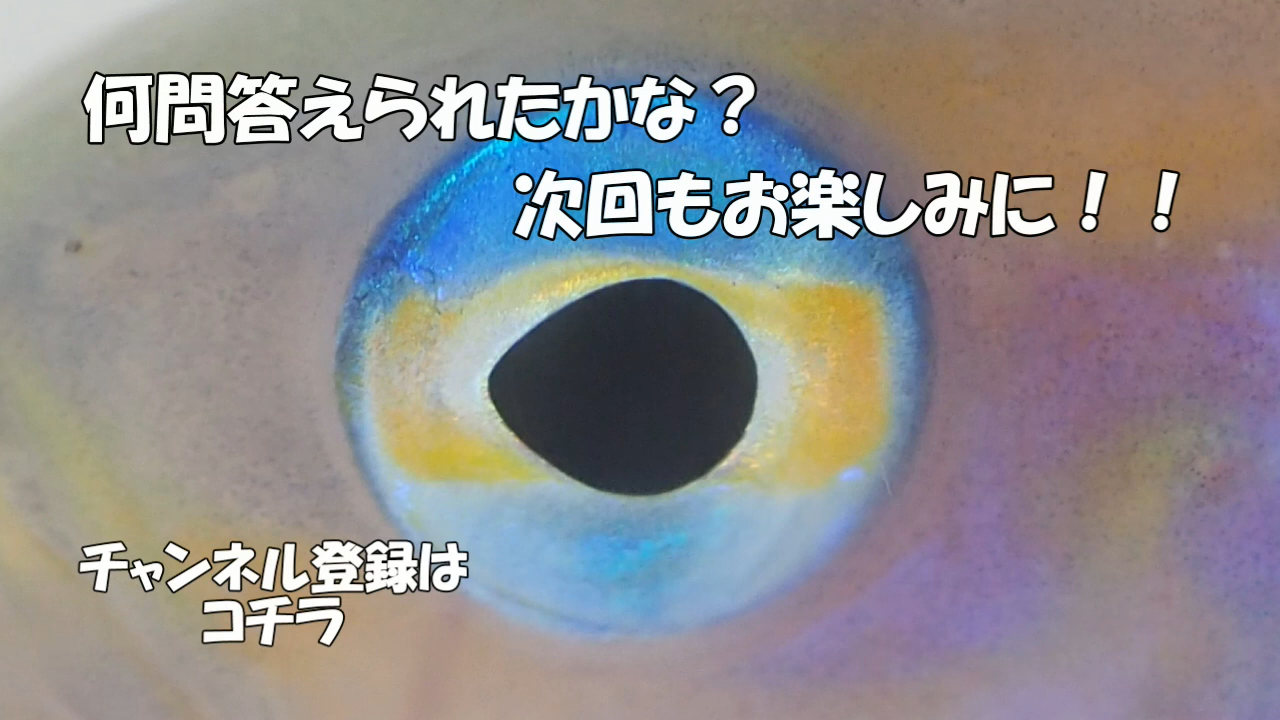 何問答えられたかな？
次回もお楽しみに！！
チャンネル登録は
コチラ